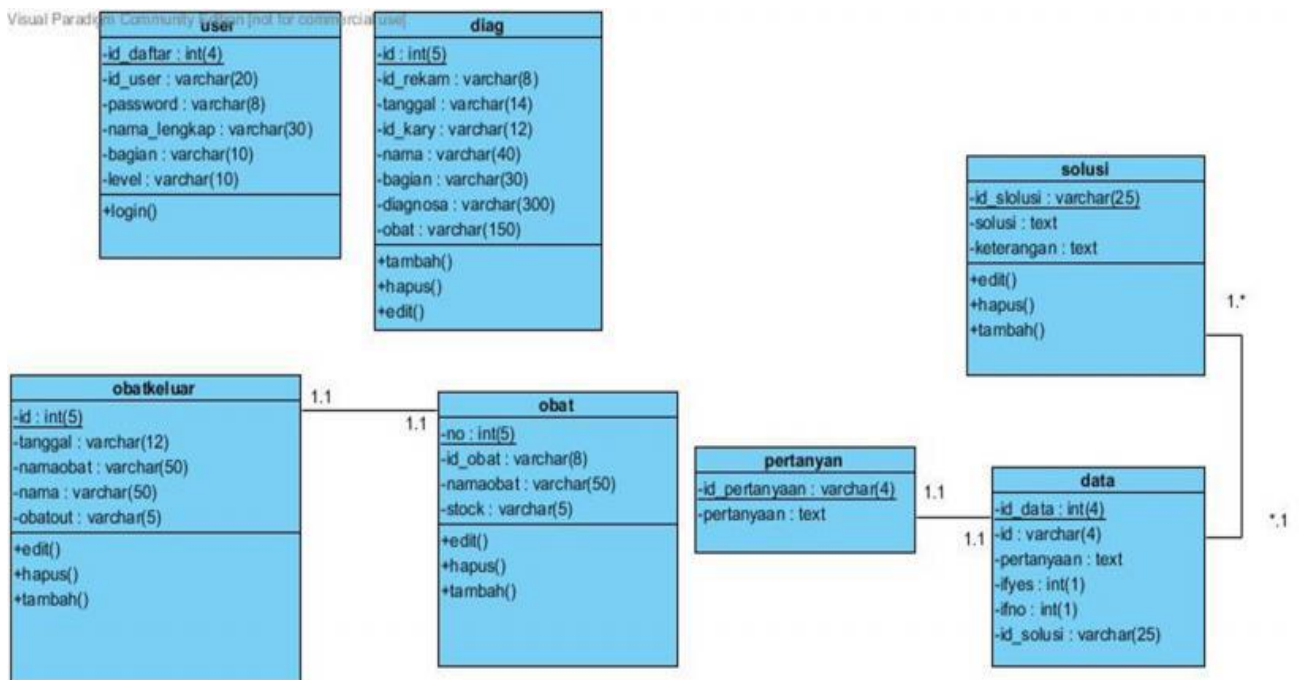 Visual Paradigm Community Edition [not for commercial use]
user
-id_daftar : int(4)
-id_user : varchar(20)
-password : varchar(8)
-nama_lengkap : varchar(30)
-bagian : varchar(10)
-level : varchar(10)
+login()
diag
-id : int(5)
-id_rekam : varchar(8)
-tanggal : varchar(14)
-id_kary : varchar(12)
-nama : varchar(40)
-bagian : varchar(30)
-diagnosa : varchar(300)
-obat : varchar(150)
+tambah()
+hapus()
+edit()
solusi
-id_slolusi : varchar(25)
-solusi : text
-keterangan : text
+edit()
+hapus()
+tambah()
1.*
obatkeluar
-id : int(5)
-tanggal : varchar(12)
-namaobat : varchar(50)
-nama : varchar(50)
-obatout : varchar(5)
+edit()
+hapus()
+tambah()
1.1
1.1
obat
-no : int(5)
-id_obat : varchar(8)
-namaobat : varchar(50)
-stock : varchar(5)
+edit()
+hapus()
+tambah()
pertanyan
-id_pertanyaan : varchar(4)
-pertanyaan : text
1.1
1.1
data
-id_data : int(4)
-id : varchar(4)
-pertanyaan : text
-ifyes : int(1)
-ifno : int(1)
-id_solusi : varchar(25)
*.1